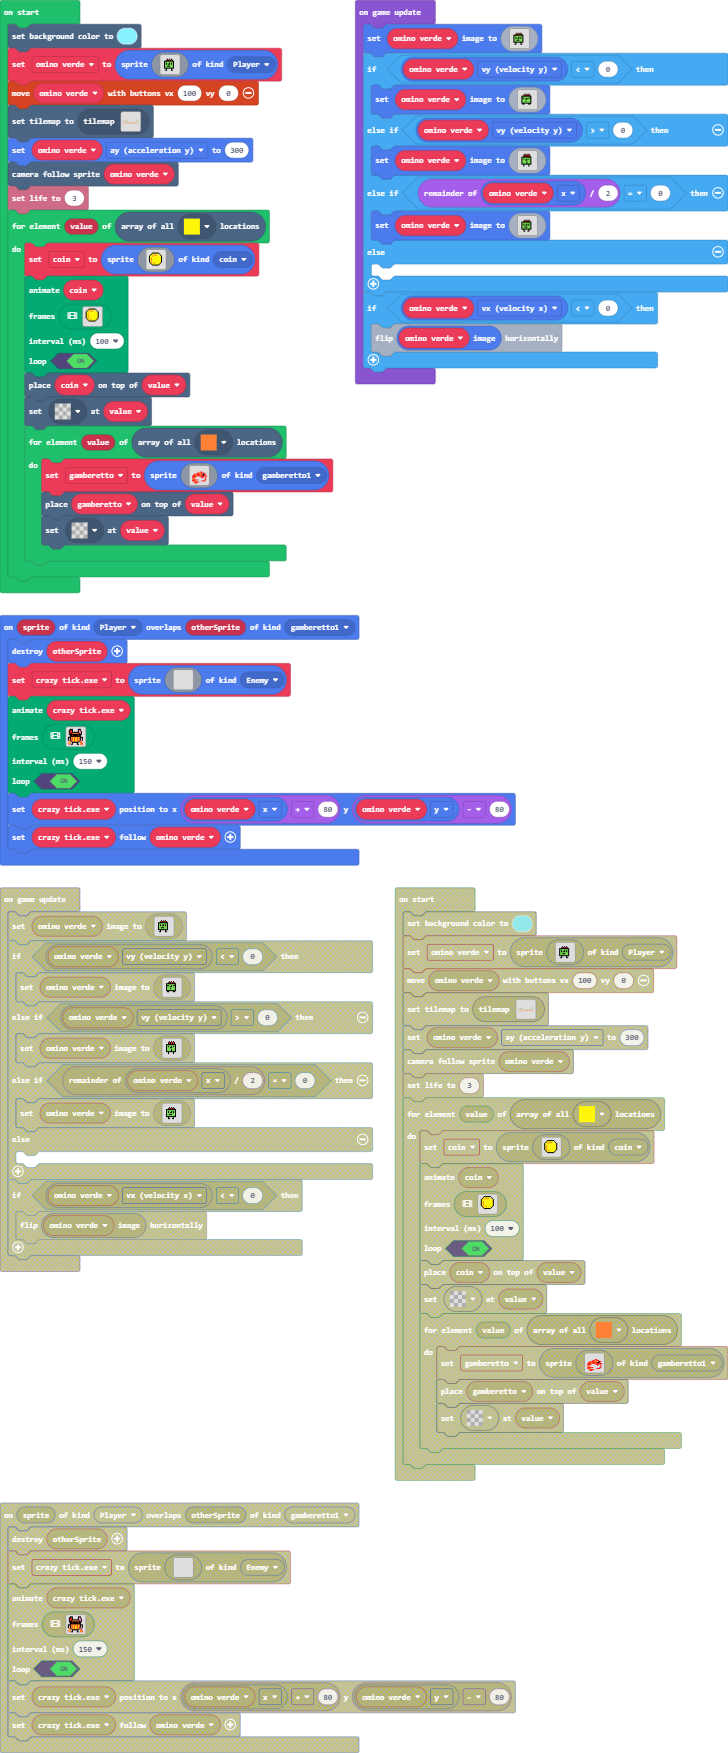 on start
set background color to
set omino verde to sprite of kind Player
move omino verde with buttons vx 100 vy 0
set tilemap to tilemap
set omino verde ay (acceleration y) to 300
camera follow sprite omino verde
set life to 3
for element value of array of all locations
do
set coin to sprite of kind coin
animate coin
frames
interval (ms) 100
loop ON
place coin on top of value
set at value
for element value of array of all locations
do
set gamberetto to sprite of kind gamberetto1
place gamberetto on top of value
set at value
on game update
set omino verde image to
if omino verde vy (velocity y) < 0 then
set omino verde image to
else if omino verde vy (velocity y) > 0 then
set omino verde image to
else if remainder of omino verde x / 2 = 0 then
set omino verde image to
else
if omino verde vx (velocity x) < 0 then
flip omino verde image horizontally
on sprite of kind Player overlaps otherSprite of kind gamberetto1
destroy otherSprite
set crazy tick.exe to sprite of kind Enemy
animate crazy tick.exe
frames
interval (ms) 150
loop ON
set crazy tick.exe position to x omino verde x + 80 y omino verde y - 80
set crazy tick.exe follow omino verde
on game update
set omino verde image to
if omino verde vy (velocity y) < 0 then
set omino verde image to
else if omino verde vy (velocity y) > 0 then
set omino verde image to
else if remainder of omino verde x / 2 = 0 then
set omino verde image to
else
if omino verde vx (velocity x) < 0 then
flip omino verde image horizontally
on start
set background color to
set omino verde to sprite of kind Player
move omino verde with buttons vx 100 vy 0
set tilemap to tilemap
set omino verde ay (acceleration y) to 300
camera follow sprite omino verde
set life to 3
for element value of array of all locations
do
set coin to sprite of kind coin
animate coin
frames
interval (ms) 100
loop ON
place coin on top of value
set at value
for element value of array of all locations
do
set gamberetto to sprite of kind gamberetto1
place gamberetto on top of value
set at value
on sprite of kind Player overlaps otherSprite of kind gamberetto1
destroy otherSprite
set crazy tick.exe to sprite of kind Enemy
animate crazy tick.exe
frames
interval (ms) 150
loop ON
set crazy tick.exe position to x omino verde x + 80 y omino verde y - 80
set crazy tick.exe follow omino verde